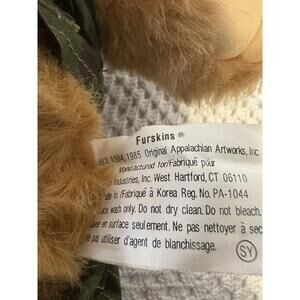 Furskins ®
1984, 1985 Original Appalachian Artworks, Inc.
Manufactured for/Fabriqué pour
Industries, Inc. West Hartford, CT 06110
in /Fabriqué à Korea Reg. No. PA-1044
wash only. Do not dry clean. Do not bleach.
en surface seulement. Ne pas nettoyer à sec
pas utiliser d'agent de blanchissage.
SY